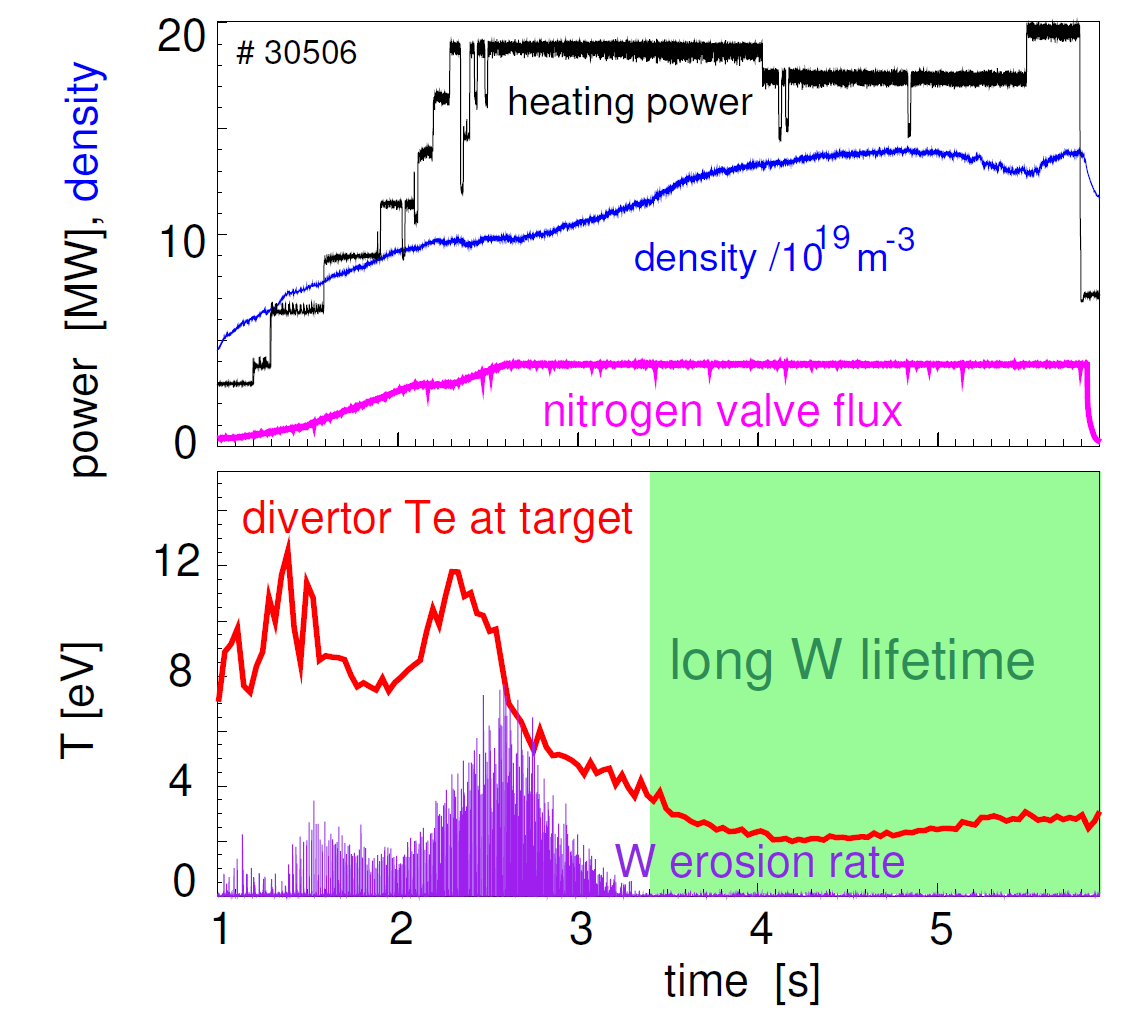 20
# 30506
heating power
power [MW], density
10
density /10^19 m^-3
nitrogen valve flux
0
divertor Te at target
12
long W lifetime
8
T [eV]
4
W erosion rate
0
1 2 3 4 5
time [s]